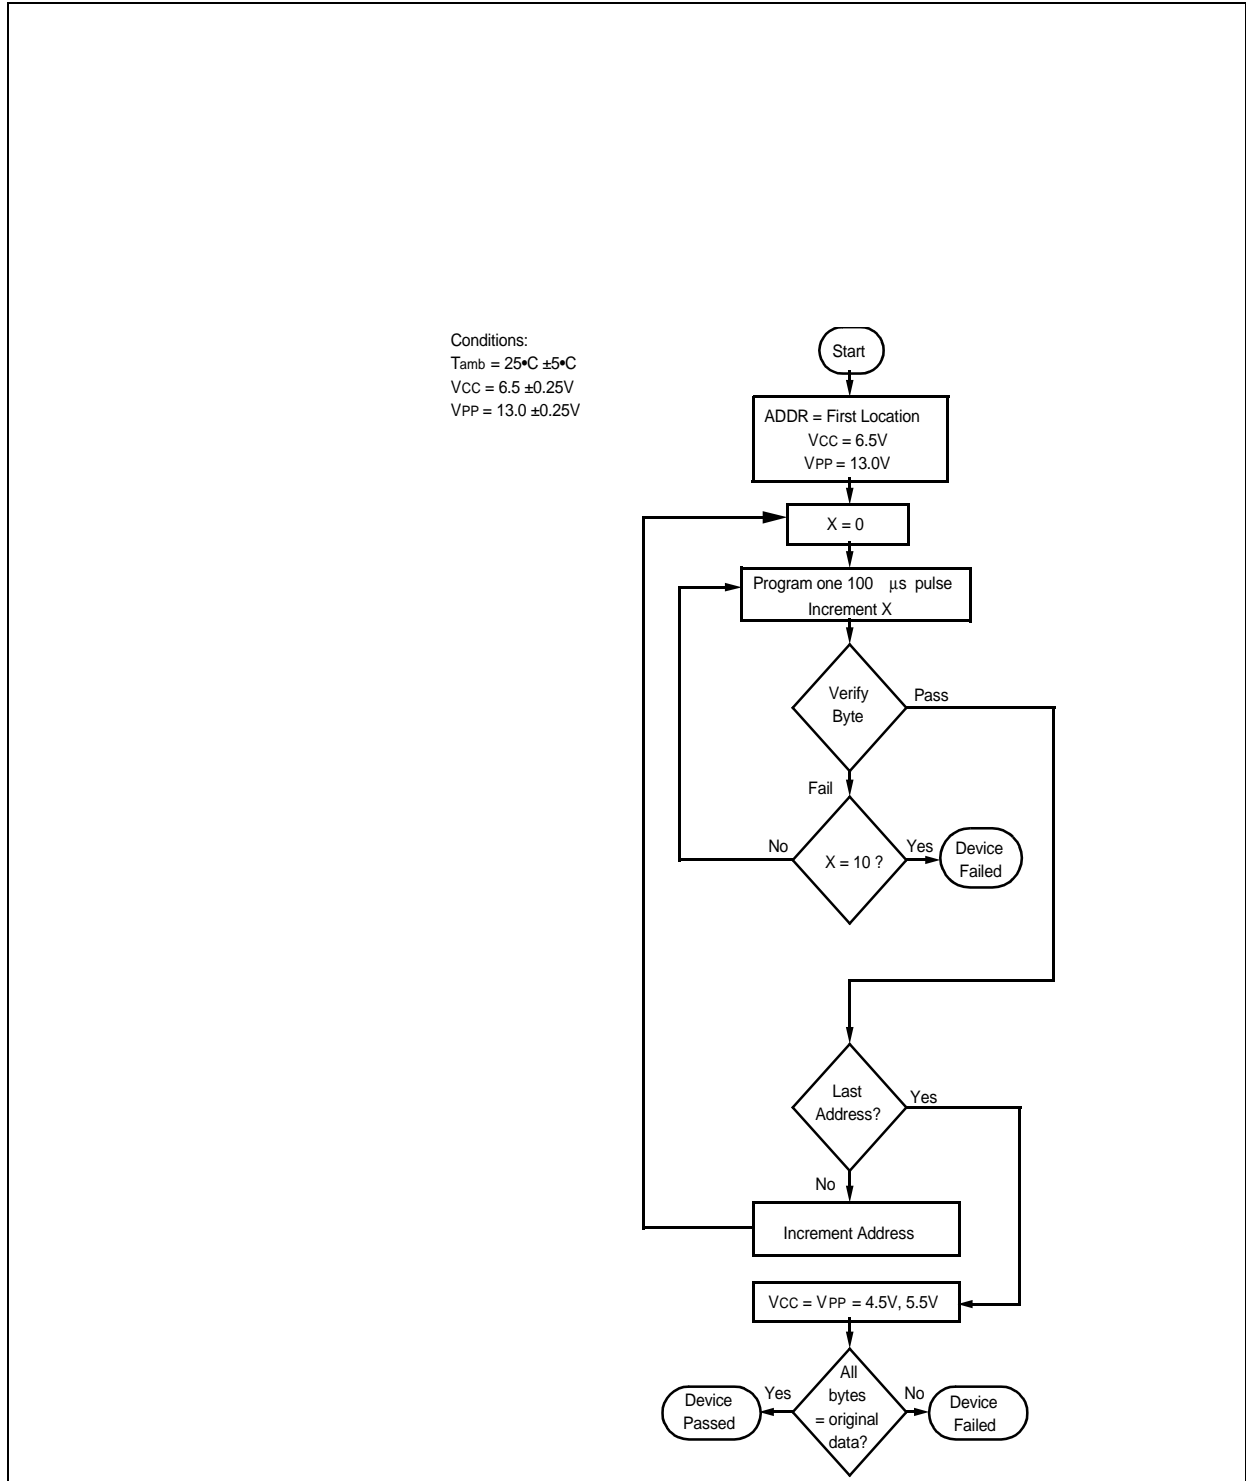 Conditions:
Tamb = 25•C ±5•C
VCC = 6.5 ±0.25V
VPP = 13.0 ±0.25V
Start
ADDR = First Location
VCC = 6.5V
VPP = 13.0V
X = 0
Program one 100 µs pulse
Increment X
Verify
Byte
Pass
Fail
No
X = 10 ?
Yes
Device
Failed
Last
Address?
Yes
No
Increment Address
VCC = VPP = 4.5V, 5.5V
All
bytes
= original
data?
Yes
Device
Passed
No
Device
Failed